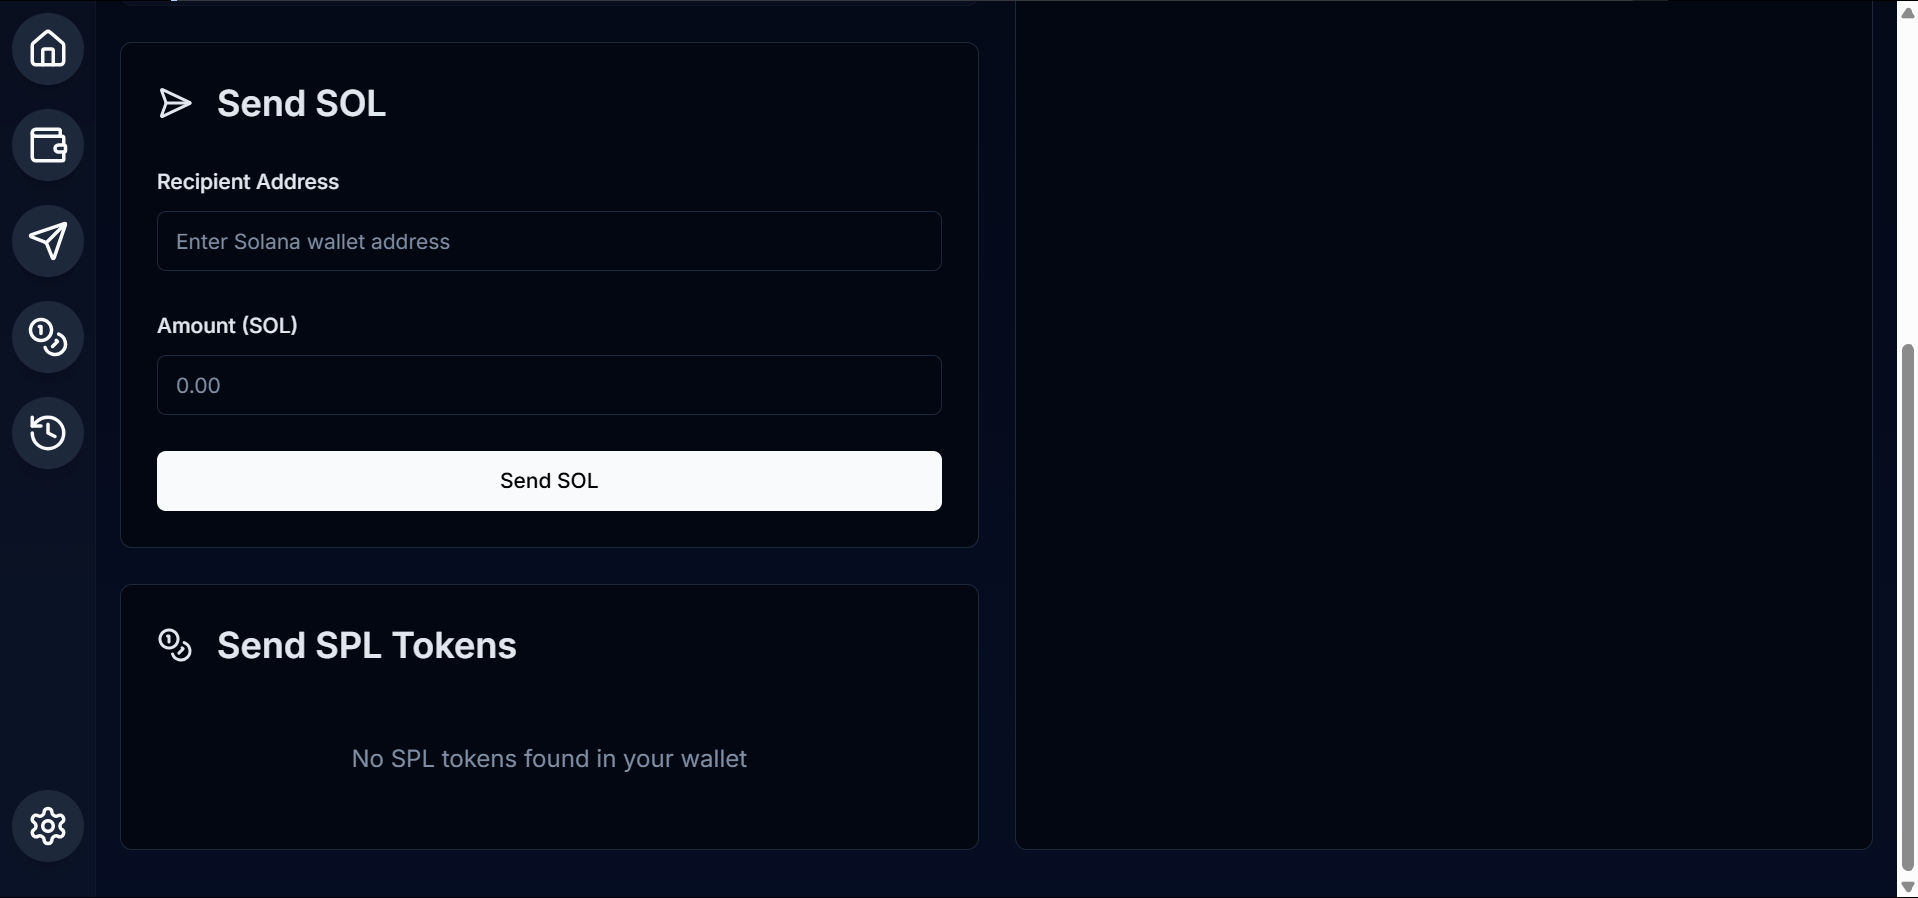 Send SOL
Recipient Address
Enter Solana wallet address
Amount (SOL)
0.00
Send SOL
Send SPL Tokens
No SPL tokens found in your wallet